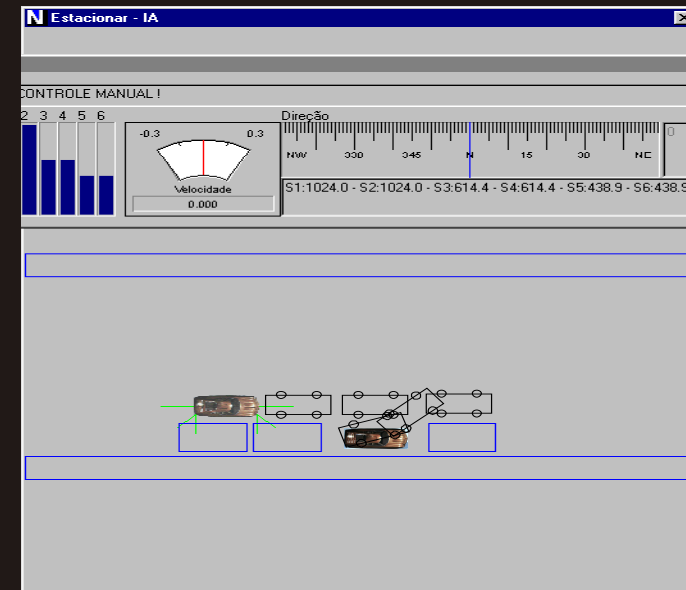 N Estacionar - IA
CONTROLE MANUAL !
2 3 4 5 6
-0.3 0.3
Velocidade
0.000
Direção
NW 330 345 N 15 30 NE
0
S1:1024.0 - S2:1024.0 - S3:614.4 - S4:614.4 - S5:438.9 - S6:438.9